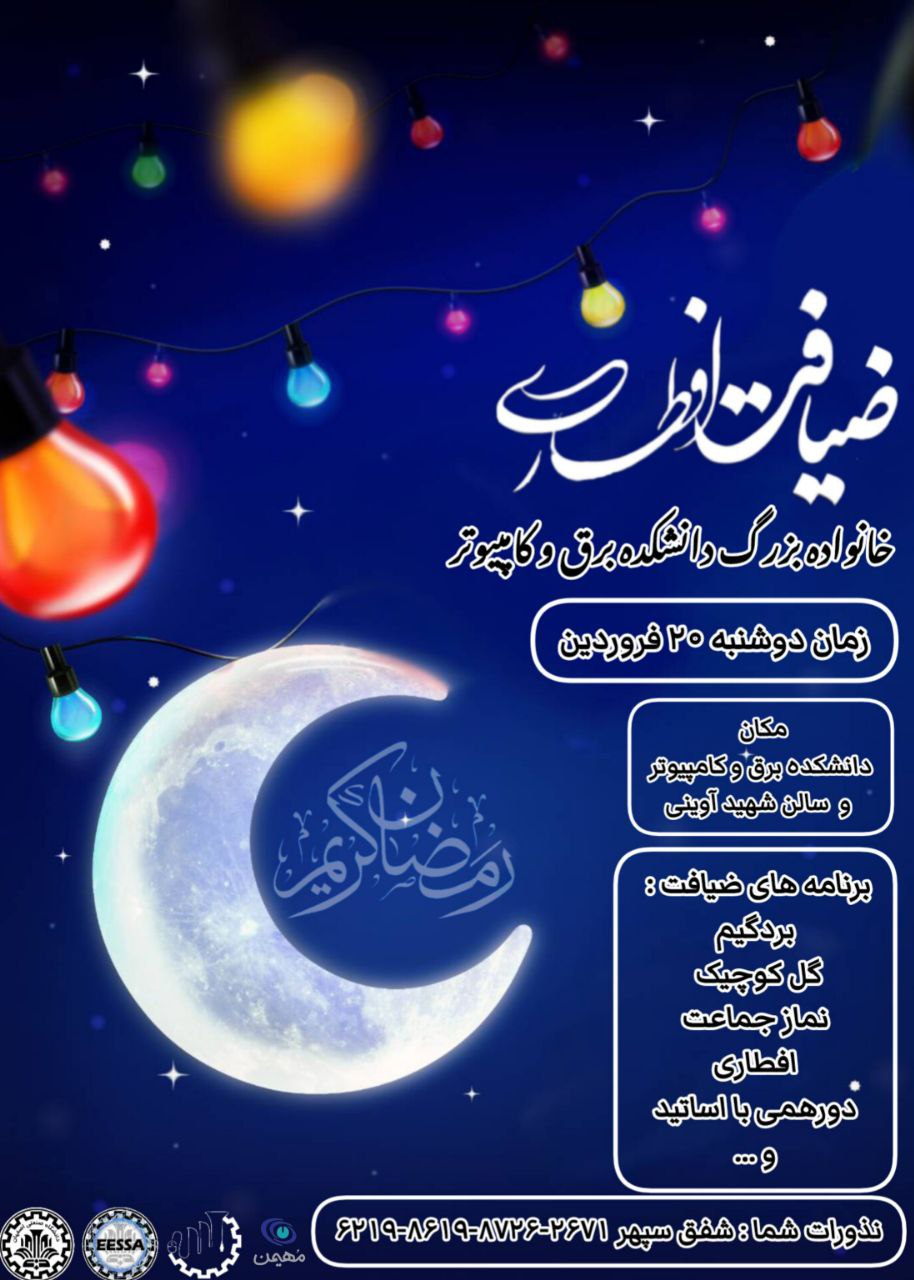 ضیافت افطاری
خانواده بزرگ دانشکده برق و کامپیوتر
زمان دوشنبه ۲۰ فروردین
مکان
دانشکده برق و کامپیوتر
و سالن شهید آوینی
رمضان کریم
برنامه های ضیافت :
بردگیم
گل کوچیک
نماز جماعت
افطاری
دورهمی با اساتید
و ...
نذورات شما : شفق سپهر ۶۲۱۹-۸۶۱۹-۸۷۲۶-۲۶۷۱
مُهیمن
EESSA